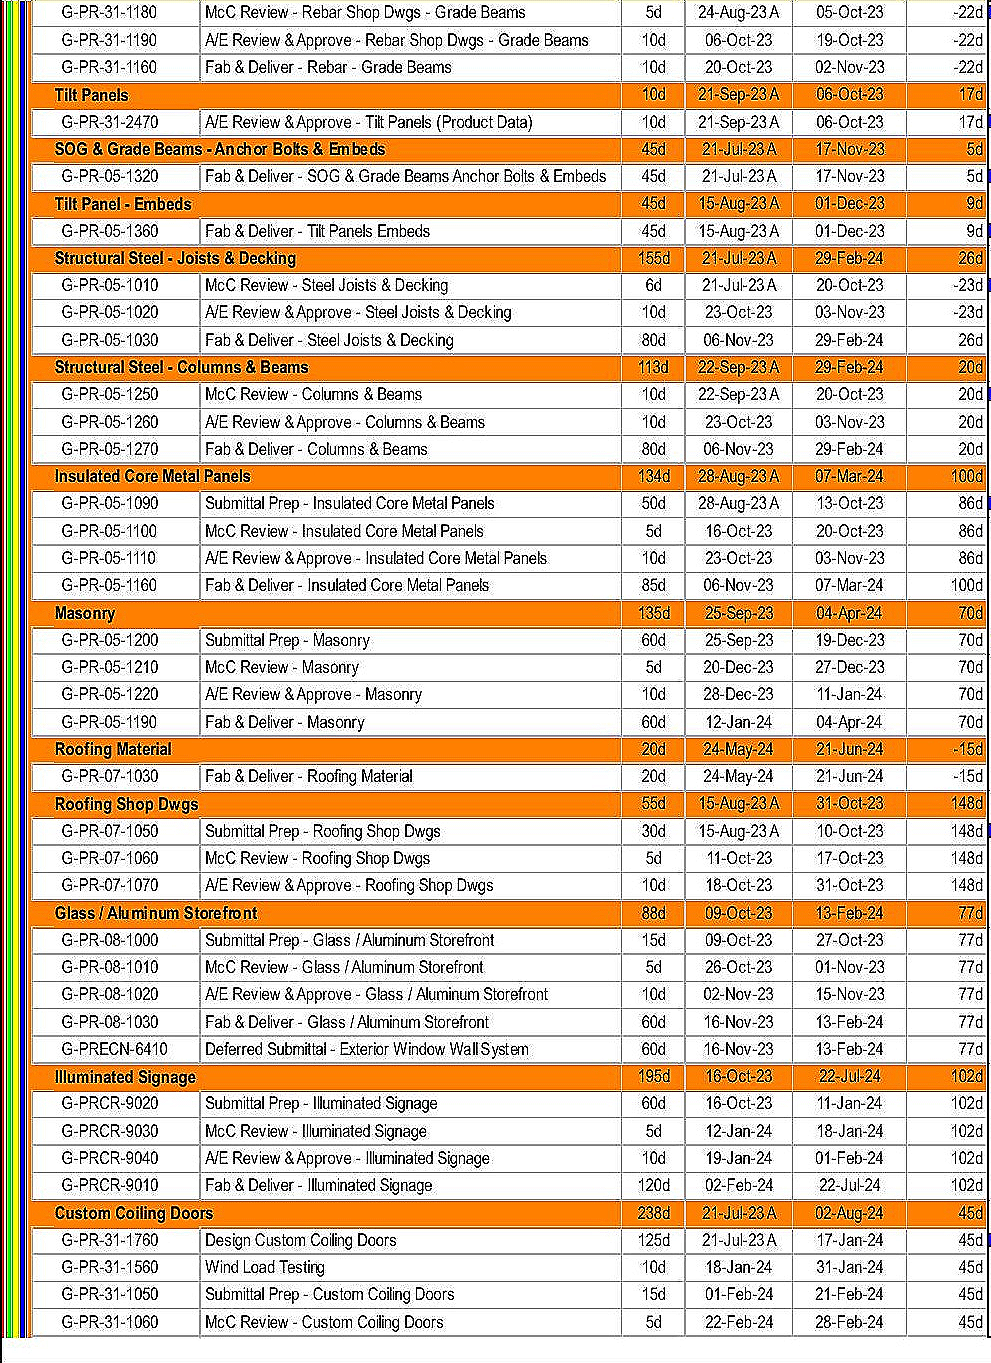 G-PR-31-1180 McC Review - Rebar Shop Dwgs - Grade Beams 5d 24-Aug-23 A 05-Oct-23 -22d
G-PR-31-1190 A/E Review & Approve - Rebar Shop Dwgs - Grade Beams 10d 06-Oct-23 19-Oct-23 -22d
G-PR-31-1160 Fab & Deliver - Rebar - Grade Beams 10d 20-Oct-23 02-Nov-23 -22d
Tilt Panels 10d 21-Sep-23 A 06-Oct-23 17d
G-PR-31-2470 A/E Review & Approve - Tilt Panels (Product Data) 10d 21-Sep-23 A 06-Oct-23 17d
SOG & Grade Beams - Anchor Bolts & Embeds 45d 21-Jul-23 A 17-Nov-23 5d
G-PR-05-1320 Fab & Deliver - SOG & Grade Beams Anchor Bolts & Embeds 45d 21-Jul-23 A 17-Nov-23 5d
Tilt Panel - Embeds 45d 15-Aug-23 A 01-Dec-23 9d
G-PR-05-1360 Fab & Deliver - Tilt Panels Embeds 45d 15-Aug-23 A 01-Dec-23 9d
Structural Steel - Joists & Decking 155d 21-Jul-23 A 29-Feb-24 26d
G-PR-05-1010 McC Review - Steel Joists & Decking 6d 21-Jul-23 A 20-Oct-23 -23d
G-PR-05-1020 A/E Review & Approve - Steel Joists & Decking 10d 23-Oct-23 03-Nov-23 -23d
G-PR-05-1030 Fab & Deliver - Steel Joists & Decking 80d 06-Nov-23 29-Feb-24 26d
Structural Steel - Columns & Beams 113d 22-Sep-23 A 29-Feb-24 20d
G-PR-05-1250 McC Review - Columns & Beams 10d 22-Sep-23 A 20-Oct-23 20d
G-PR-05-1260 A/E Review & Approve - Columns & Beams 10d 23-Oct-23 03-Nov-23 20d
G-PR-05-1270 Fab & Deliver - Columns & Beams 80d 06-Nov-23 29-Feb-24 20d
Insulated Core Metal Panels 134d 28-Aug-23 A 07-Mar-24 100d
G-PR-05-1090 Submittal Prep - Insulated Core Metal Panels 50d 28-Aug-23 A 13-Oct-23 86d
G-PR-05-1100 McC Review - Insulated Core Metal Panels 5d 16-Oct-23 20-Oct-23 86d
G-PR-05-1110 A/E Review & Approve - Insulated Core Metal Panels 10d 23-Oct-23 03-Nov-23 86d
G-PR-05-1160 Fab & Deliver - Insulated Core Metal Panels 85d 06-Nov-23 07-Mar-24 100d
Masonry 135d 25-Sep-23 04-Apr-24 70d
G-PR-05-1200 Submittal Prep - Masonry 60d 25-Sep-23 19-Dec-23 70d
G-PR-05-1210 McC Review - Masonry 5d 20-Dec-23 27-Dec-23 70d
G-PR-05-1220 A/E Review & Approve - Masonry 10d 28-Dec-23 11-Jan-24 70d
G-PR-05-1190 Fab & Deliver - Masonry 60d 12-Jan-24 04-Apr-24 70d
Roofing Material 20d 24-May-24 21-Jun-24 -15d
G-PR-07-1030 Fab & Deliver - Roofing Material 20d 24-May-24 21-Jun-24 -15d
Roofing Shop Dwgs 55d 15-Aug-23 A 31-Oct-23 148d
G-PR-07-1050 Submittal Prep - Roofing Shop Dwgs 30d 15-Aug-23 A 10-Oct-23 148d
G-PR-07-1060 McC Review - Roofing Shop Dwgs 5d 11-Oct-23 17-Oct-23 148d
G-PR-07-1070 A/E Review & Approve - Roofing Shop Dwgs 10d 18-Oct-23 31-Oct-23 148d
Glass / Aluminum Storefront 88d 09-Oct-23 13-Feb-24 77d
G-PR-08-1000 Submittal Prep - Glass / Aluminum Storefront 15d 09-Oct-23 27-Oct-23 77d
G-PR-08-1010 McC Review - Glass / Aluminum Storefront 5d 26-Oct-23 01-Nov-23 77d
G-PR-08-1020 A/E Review & Approve - Glass / Aluminum Storefront 10d 02-Nov-23 15-Nov-23 77d
G-PR-08-1030 Fab & Deliver - Glass / Aluminum Storefront 60d 16-Nov-23 13-Feb-24 77d
G-PRECN-6410 Deferred Submittal - Exterior Window Wall System 60d 16-Nov-23 13-Feb-24 77d
Illuminated Signage 195d 16-Oct-23 22-Jul-24 102d
G-PRCR-9020 Submittal Prep - Illuminated Signage 60d 16-Oct-23 11-Jan-24 102d
G-PRCR-9030 McC Review - Illuminated Signage 5d 12-Jan-24 18-Jan-24 102d
G-PRCR-9040 A/E Review & Approve - Illuminated Signage 10d 19-Jan-24 01-Feb-24 102d
G-PRCR-9010 Fab & Deliver - Illuminated Signage 120d 02-Feb-24 22-Jul-24 102d
Custom Coiling Doors 238d 21-Jul-23 A 02-Aug-24 45d
G-PR-31-1760 Design Custom Coiling Doors 125d 21-Jul-23 A 17-Jan-24 45d
G-PR-31-1560 Wind Load Testing 10d 18-Jan-24 31-Jan-24 45d
G-PR-31-1050 Submittal Prep - Custom Coiling Doors 15d 01-Feb-24 21-Feb-24 45d
G-PR-31-1060 McC Review - Custom Coiling Doors 5d 22-Feb-24 28-Feb-24 45d